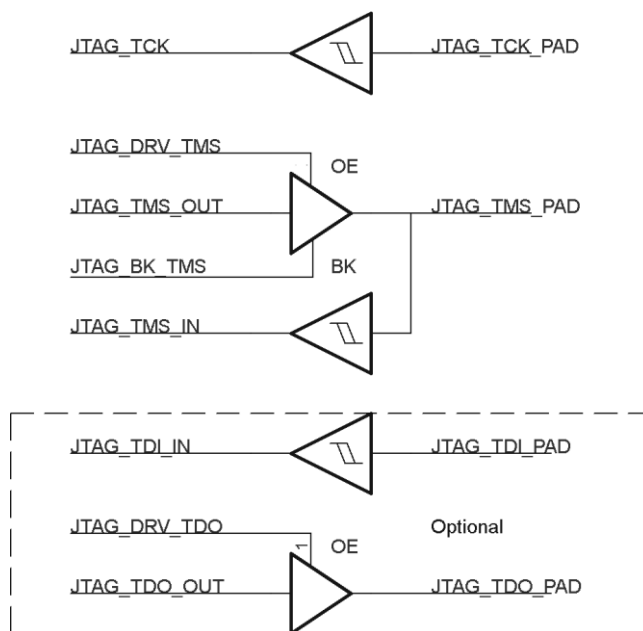 JTAG_TCK JTAG_TCK_PAD
JTAG_DRV_TMS
OE
JTAG_TMS_OUT JTAG_TMS_PAD
JTAG_BK_TMS BK
JTAG_TMS_IN
JTAG_TDI_IN JTAG_TDI_PAD
JTAG_DRV_TDO Optional
1 OE
JTAG_TDO_OUT JTAG_TDO_PAD